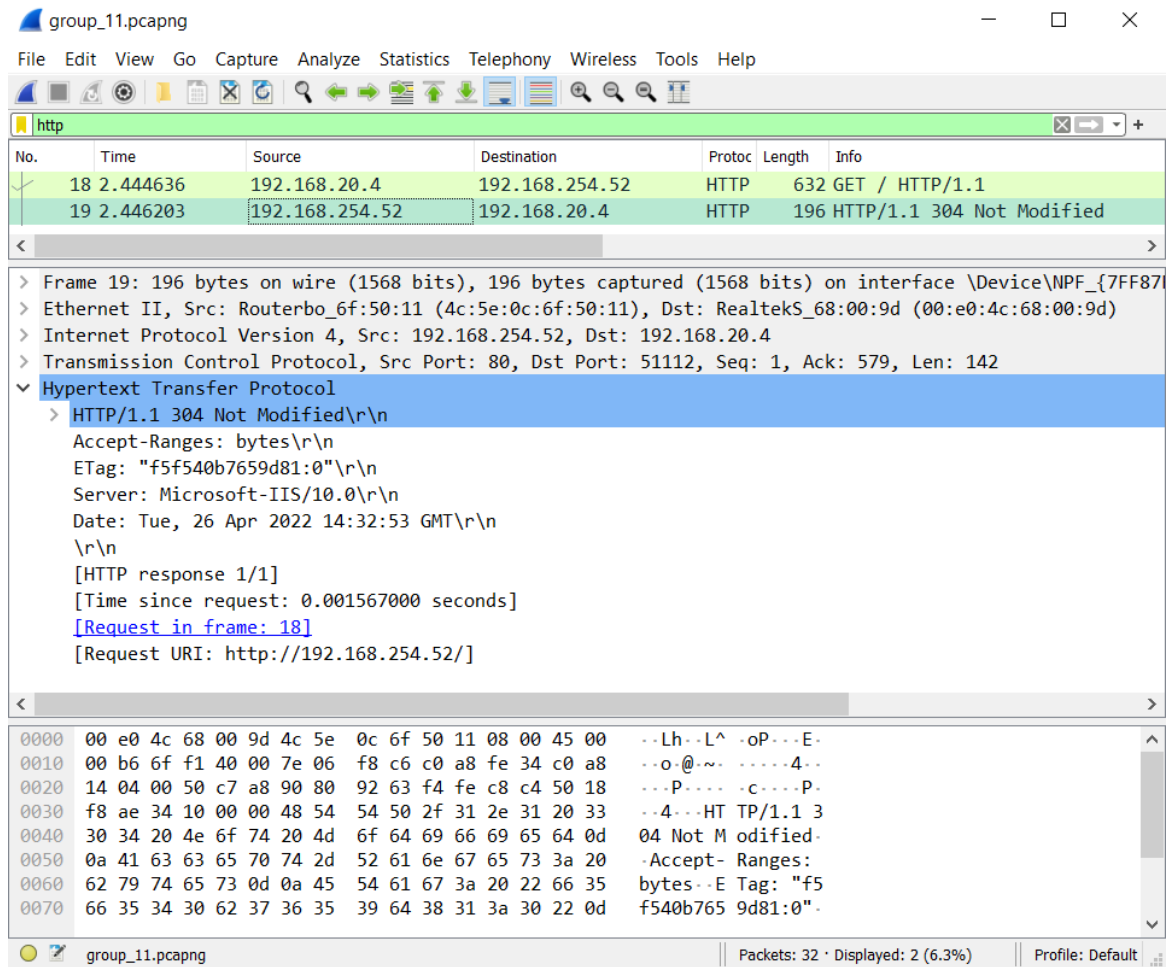 group_11.pcapng
File Edit View Go Capture Analyze Statistics Telephony Wireless Tools Help
http
No. Time Source Destination Protoc Length Info
18 2.444636 192.168.20.4 192.168.254.52 HTTP 632 GET / HTTP/1.1
19 2.446203 192.168.254.52 192.168.20.4 HTTP 196 HTTP/1.1 304 Not Modified
Frame 19: 196 bytes on wire (1568 bits), 196 bytes captured (1568 bits) on interface \Device\NPF_{7FF87
Ethernet II, Src: Routerbo_6f:50:11 (4c:5e:0c:6f:50:11), Dst: RealtekS_68:00:9d (00:e0:4c:68:00:9d)
Internet Protocol Version 4, Src: 192.168.254.52, Dst: 192.168.20.4
Transmission Control Protocol, Src Port: 80, Dst Port: 51112, Seq: 1, Ack: 579, Len: 142
Hypertext Transfer Protocol
HTTP/1.1 304 Not Modified\r\n
Accept-Ranges: bytes\r\n
ETag: "f5f540b7659d81:0"\r\n
Server: Microsoft-IIS/10.0\r\n
Date: Tue, 26 Apr 2022 14:32:53 GMT\r\n
\r\n
[HTTP response 1/1]
[Time since request: 0.001567000 seconds]
[Request in frame: 18]
[Request URI: http://192.168.254.52/]
0000 00 e0 4c 68 00 9d 4c 5e 0c 6f 50 11 08 00 45 00 ··Lh··L^ ·oP···E·
0010 00 b6 6f f1 40 00 7e 06 f8 c6 c0 a8 fe 34 c0 a8 ··o·@·~· ·····4··
0020 14 04 00 50 c7 a8 90 80 92 63 f4 fe c8 c4 50 18 ···P···· ·c····P·
0030 f8 ae 34 10 00 00 48 54 54 50 2f 31 2e 31 20 33 ··4···HT TP/1.1 3
0040 30 34 20 4e 6f 74 20 4d 6f 64 69 66 69 65 64 0d 04 Not M odified·
0050 0a 41 63 63 65 70 74 2d 52 61 6e 67 65 73 3a 20 ·Accept- Ranges:
0060 62 79 74 65 73 0d 0a 45 54 61 67 3a 20 22 66 35 bytes··E Tag: "f5
0070 66 35 34 30 62 37 36 35 39 64 38 31 3a 30 22 0d f540b765 9d81:0"·
group_11.pcapng Packets: 32 · Displayed: 2 (6.3%) Profile: Default